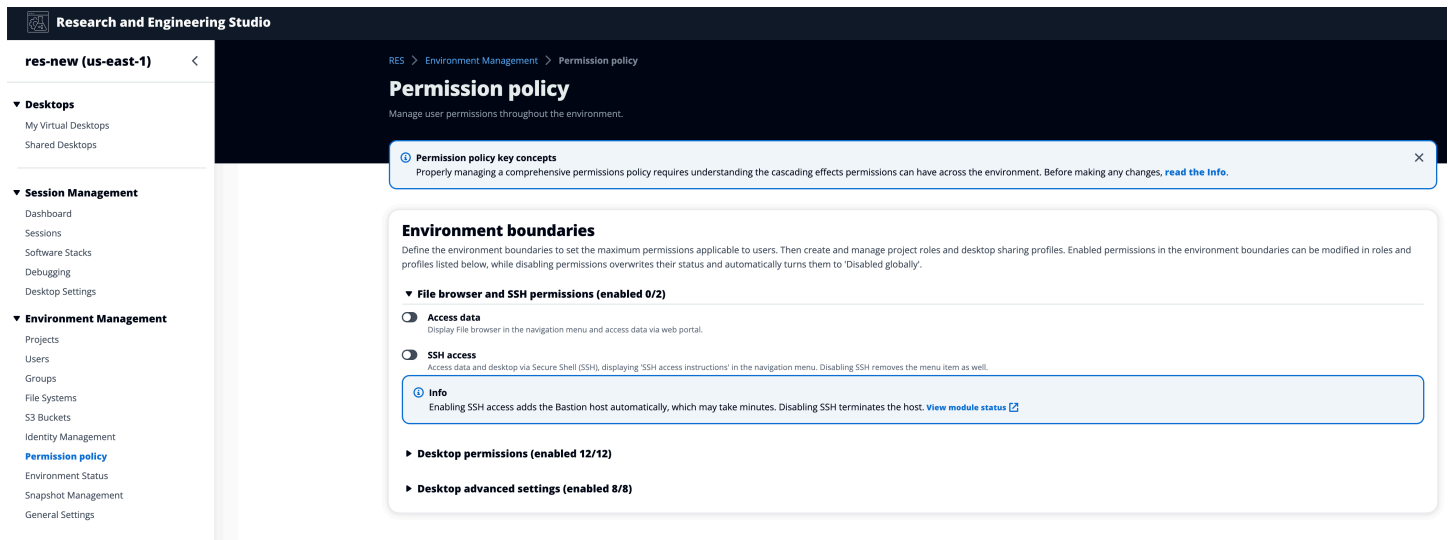 Research and Engineering Studio
res-new (us-east-1)
Desktops
My Virtual Desktops
Shared Desktops
Session Management
Dashboard
Sessions
Software Stacks
Debugging
Desktop Settings
Environment Management
Projects
Users
Groups
File Systems
S3 Buckets
Identity Management
Permission policy
Environment Status
Snapshot Management
General Settings
RES > Environment Management > Permission policy
Permission policy
Manage user permissions throughout the environment.
Permission policy key concepts
Properly managing a comprehensive permissions policy requires understanding the cascading effects permissions can have across the environment. Before making any changes, read the Info.
Environment boundaries
Define the environment boundaries to set the maximum permissions applicable to users. Then create and manage project roles and desktop sharing profiles. Enabled permissions in the environment boundaries can be modified in roles and
profiles listed below, while disabling permissions overwrites their status and automatically turns them to 'Disabled globally'.
File browser and SSH permissions (enabled 0/2)
Access data
Display File browser in the navigation menu and access data via web portal.
SSH access
Access data and desktop via Secure Shell (SSH), displaying 'SSH access instructions' in the navigation menu. Disabling SSH removes the menu item as well.
Info
Enabling SSH access adds the Bastion host automatically, which may take minutes. Disabling SSH terminates the host. View module status
Desktop permissions (enabled 12/12)
Desktop advanced settings (enabled 8/8)